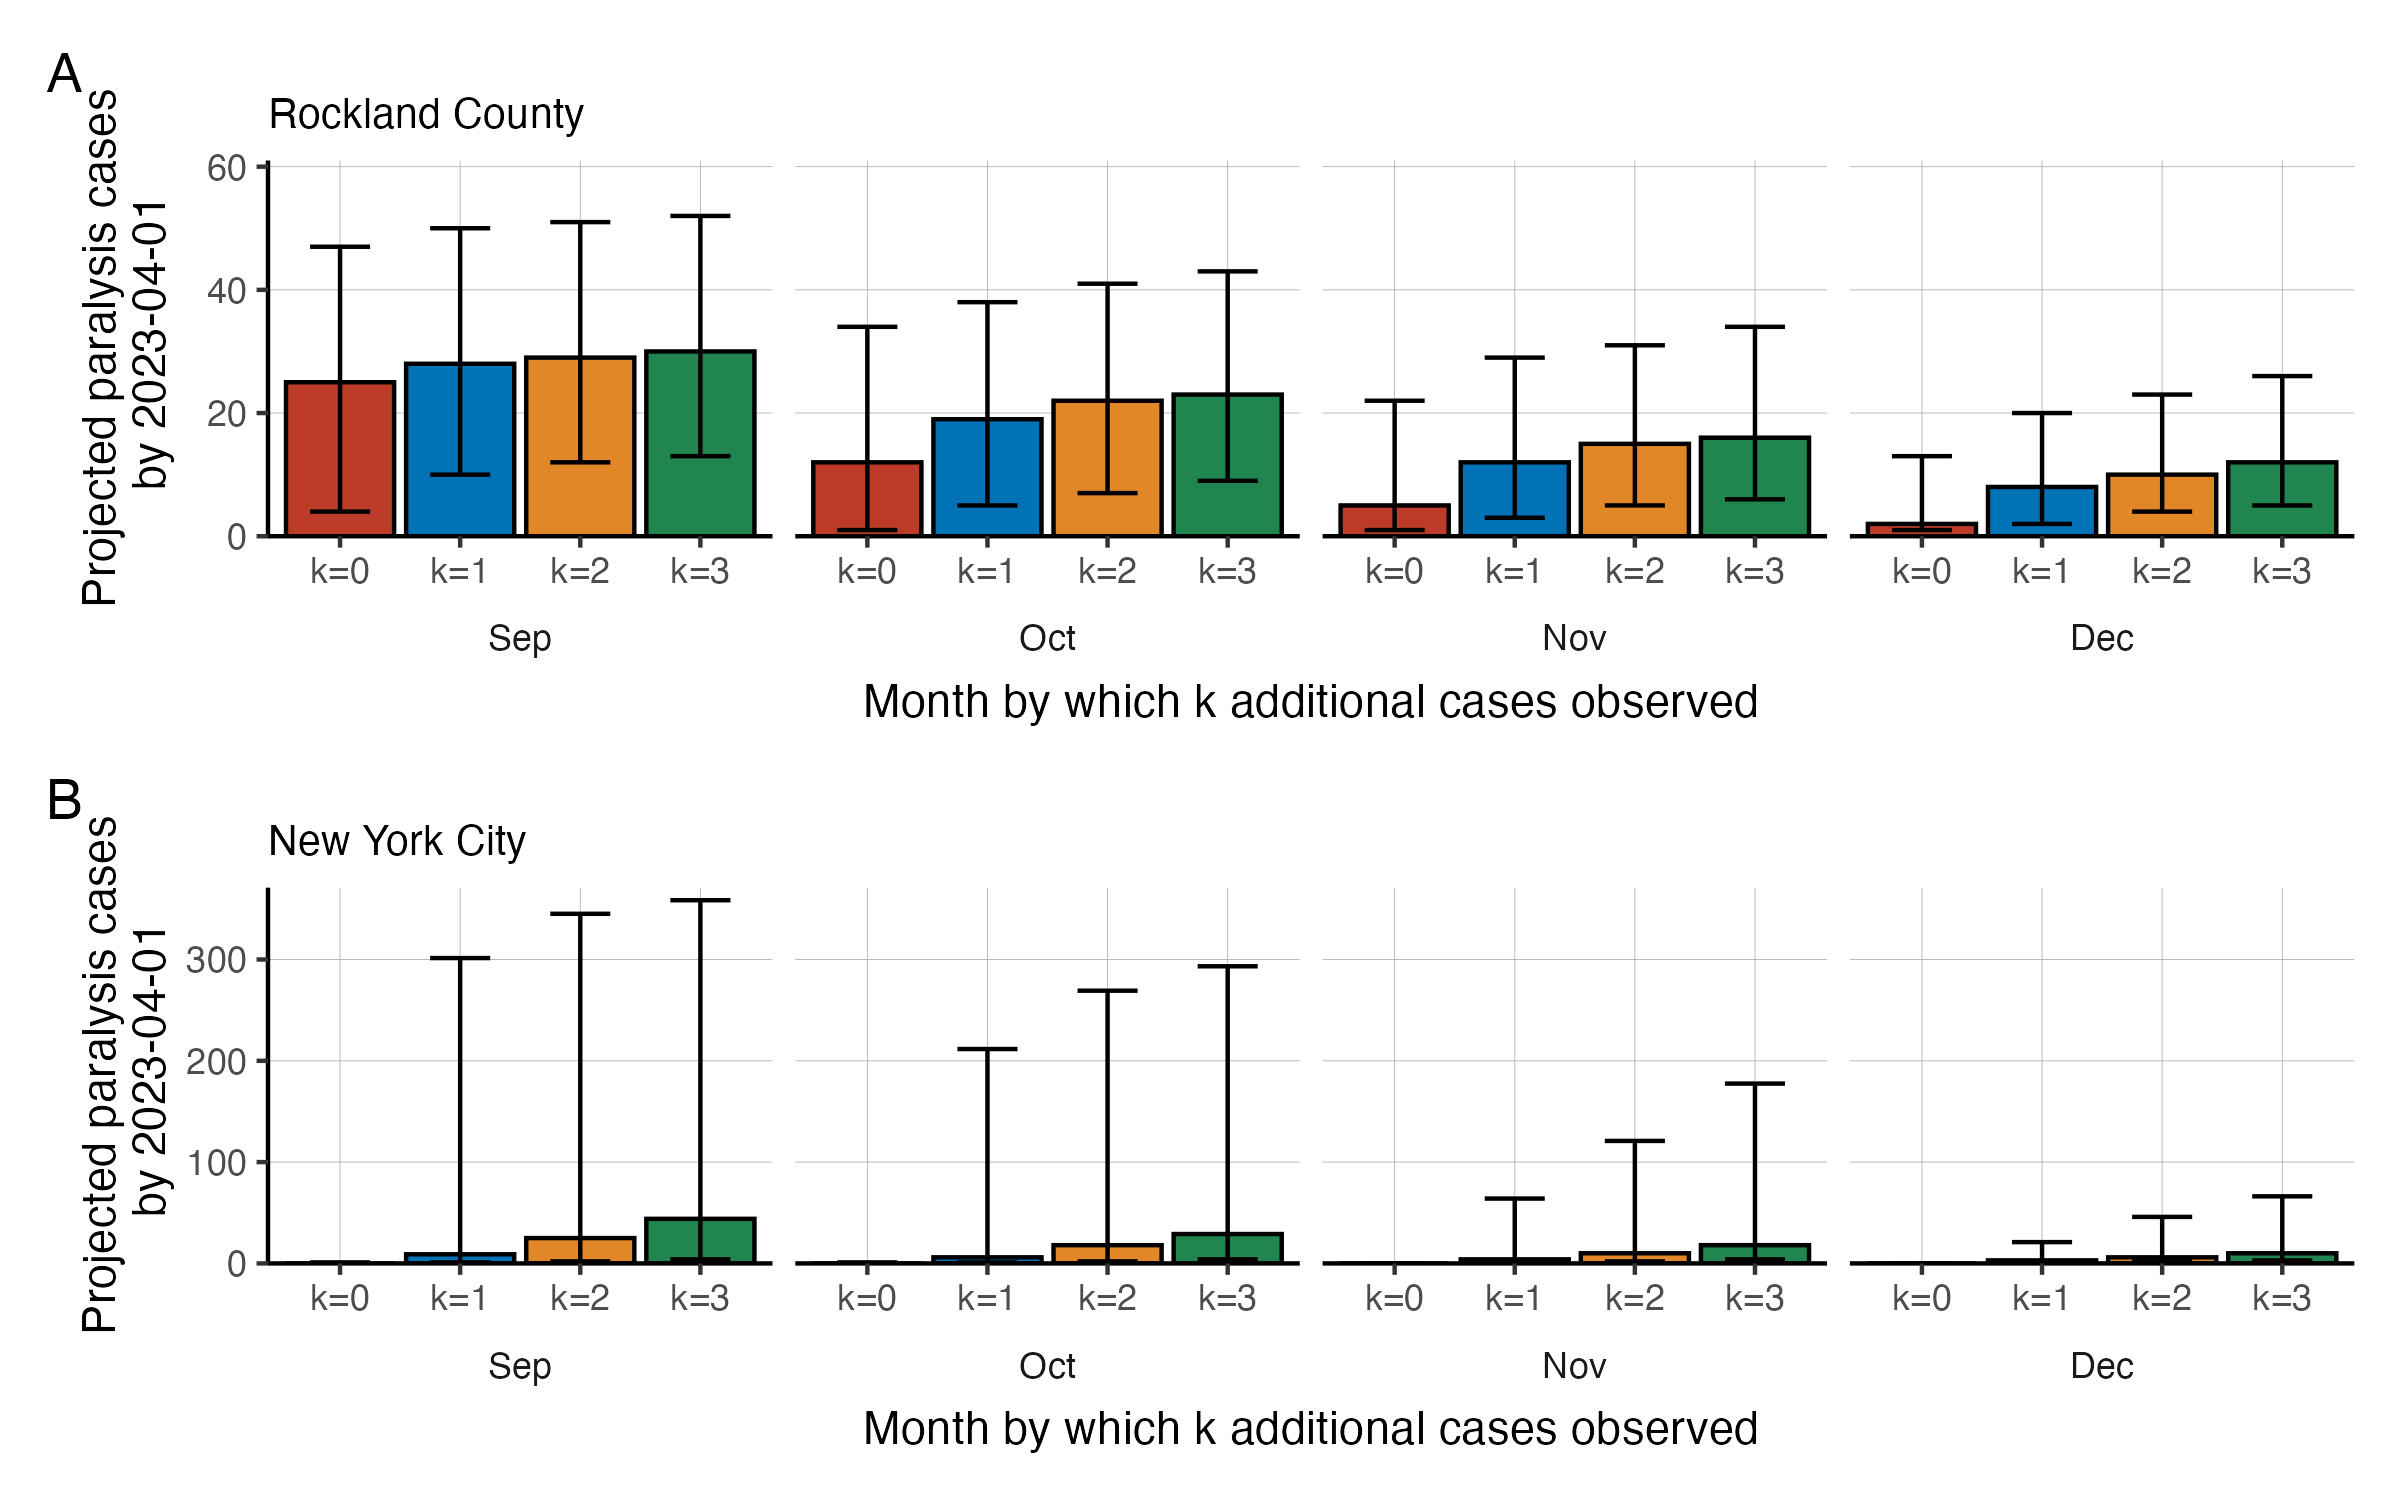 A
Rockland County
Projected paralysis cases
by 2023-04-01
60
40
20
0
k=0 k=1 k=2 k=3 k=0 k=1 k=2 k=3 k=0 k=1 k=2 k=3 k=0 k=1 k=2 k=3
Sep Oct Nov Dec
Month by which k additional cases observed
B
New York City
Projected paralysis cases
by 2023-04-01
300
200
100
0
k=0 k=1 k=2 k=3 k=0 k=1 k=2 k=3 k=0 k=1 k=2 k=3 k=0 k=1 k=2 k=3
Sep Oct Nov Dec
Month by which k additional cases observed